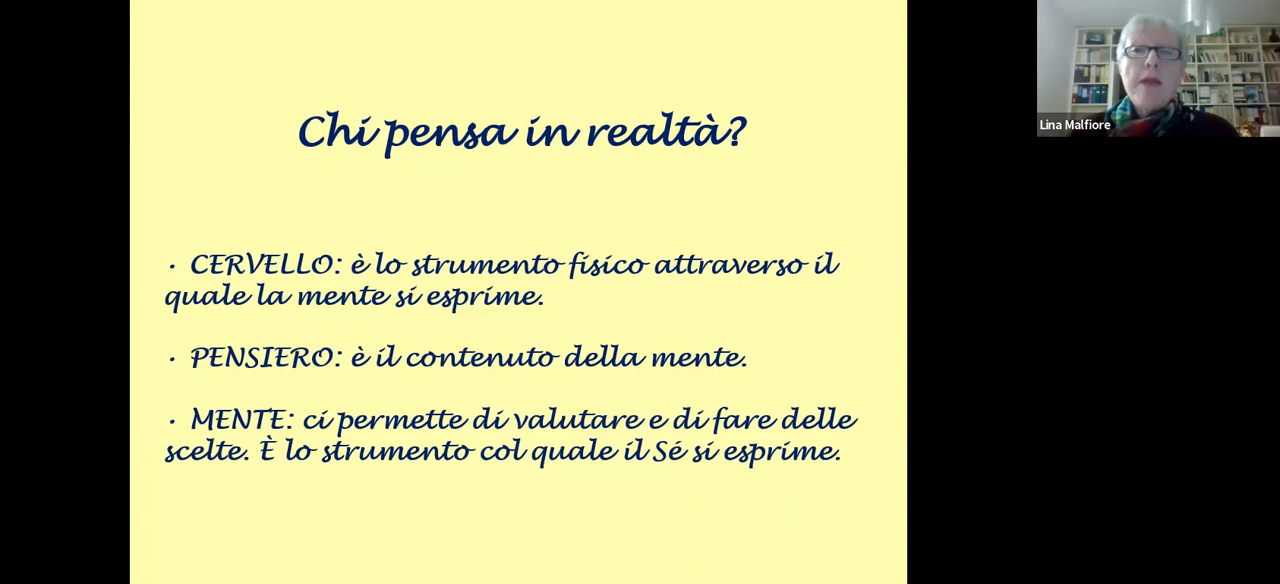 Chi pensa in realtà?
• CERVELLO: è lo strumento fisico attraverso il
quale la mente si esprime.
• PENSIERO: è il contenuto della mente.
• MENTE: ci permette di valutare e di fare delle
scelte. È lo strumento col quale il Sé si esprime.
Lina Malfiore